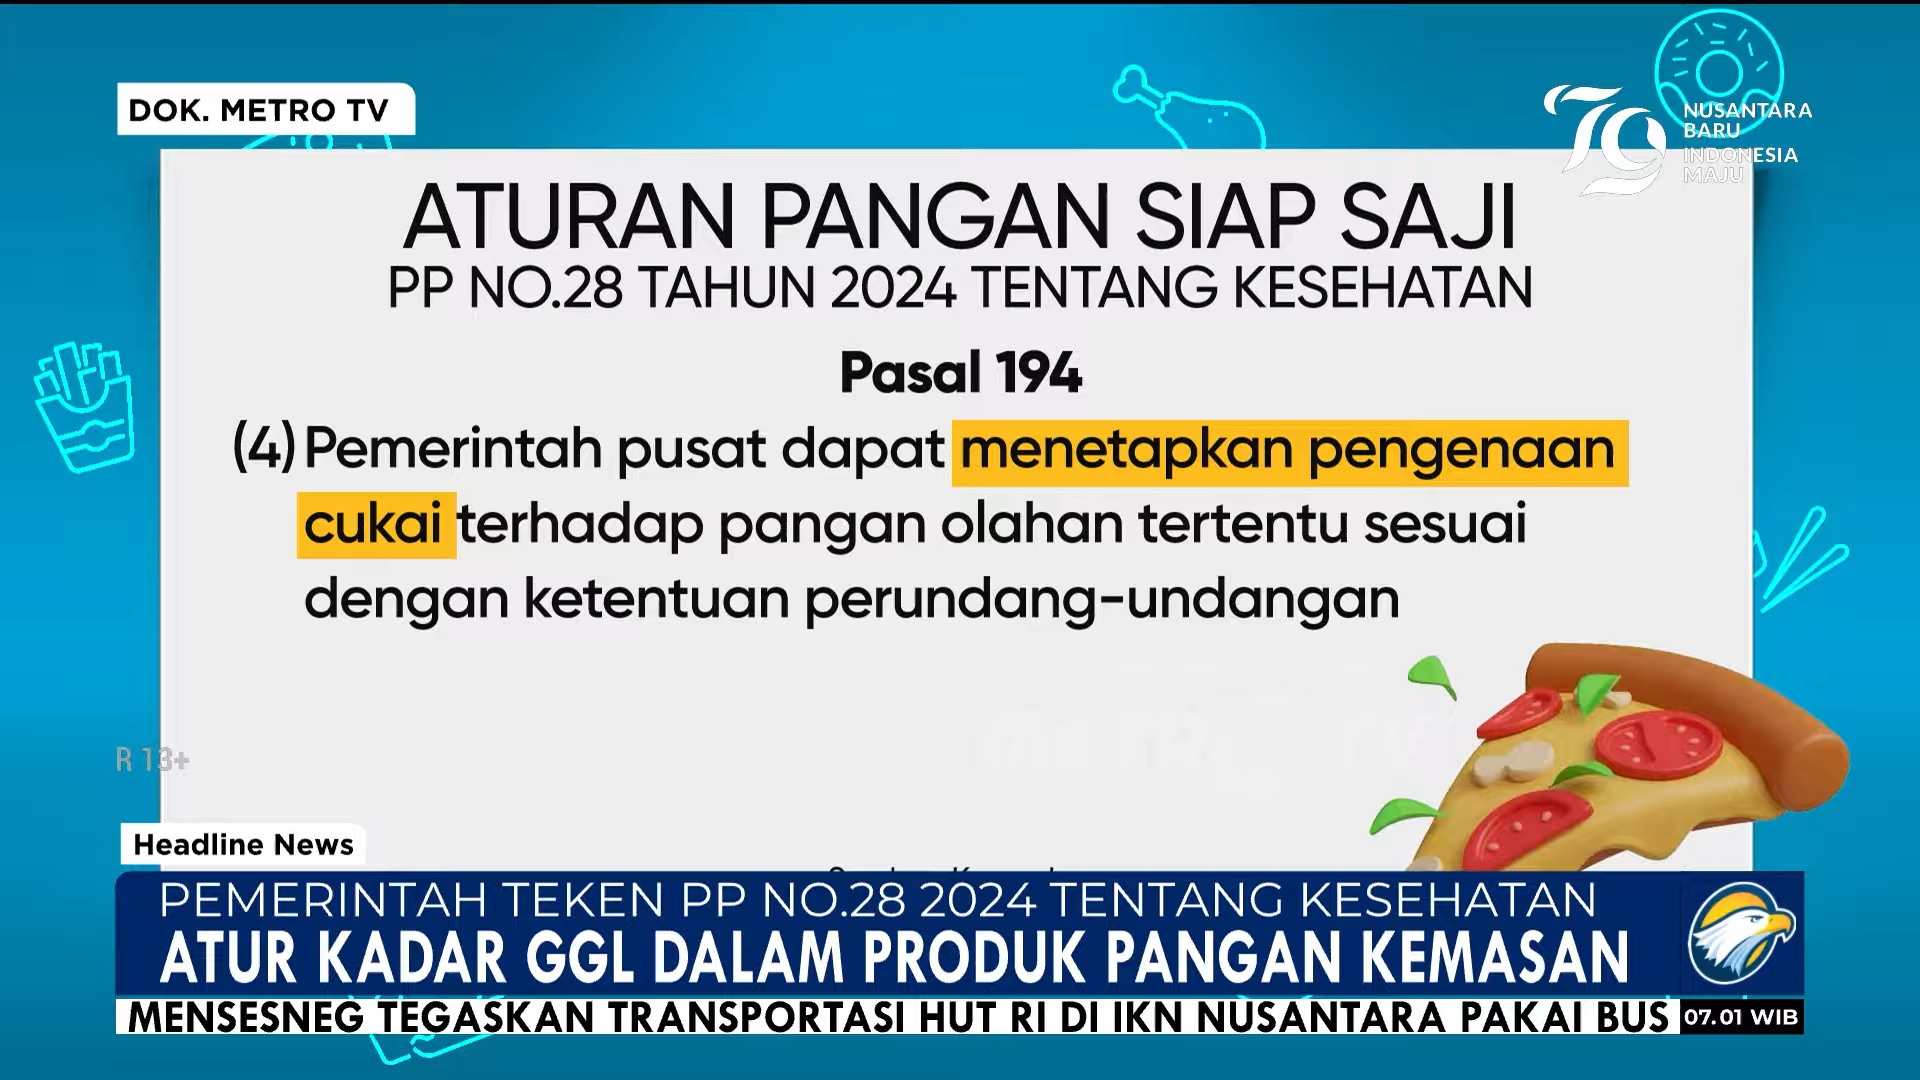 DOK. METRO TV
79
NUSANTARA
BARU
INDONESIA
MAJU
ATURAN PANGAN SIAP SAJI
PP NO.28 TAHUN 2024 TENTANG KESEHATAN
Pasal 194
(4) Pemerintah pusat dapat menetapkan pengenaan
cukai terhadap pangan olahan tertentu sesuai
dengan ketentuan perundang-undangan
METRO TV
R 13+
Headline News
PEMERINTAH TEKEN PP NO.28 2024 TENTANG KESEHATAN
ATUR KADAR GGL DALAM PRODUK PANGAN KEMASAN
MENSESNEG TEGASKAN TRANSPORTASI HUT RI DI IKN NUSANTARA PAKAI BUS
07.01 WIB